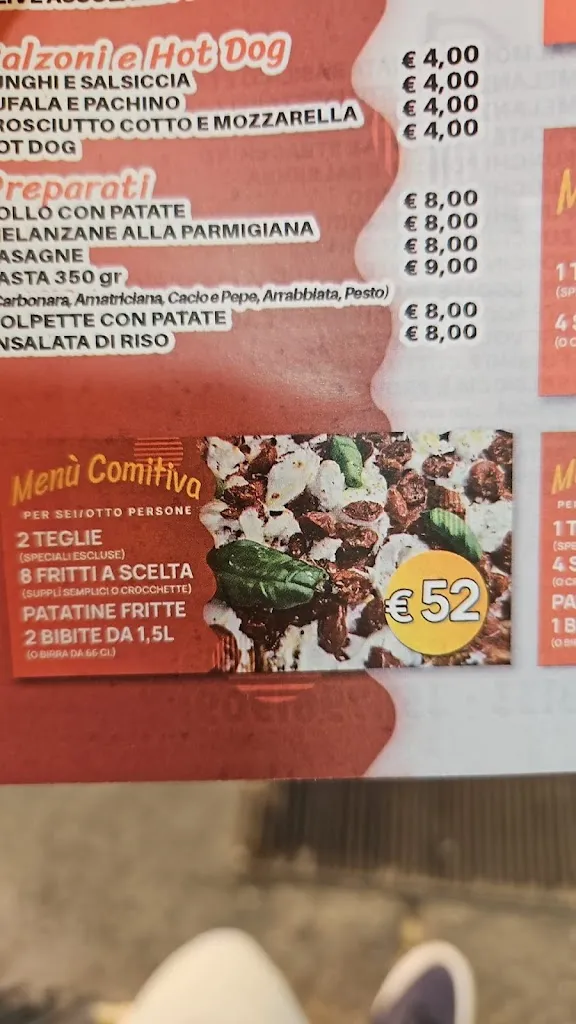 alzoni e Hot Dog
UNGHI E SALSICCIA € 4,00
UFALA E PACHINO € 4,00
ROSCIUTTO COTTO E MOZZARELLA € 4,00
OT DOG € 4,00
reparati
OLLO CON PATATE € 8,00
ELANZANE ALLA PARMIGIANA € 8,00
ASAGNE € 8,00
ASTA 350 gr € 9,00
Carbonara, Amatriciana, Cacio e Pepe, Arrabbiata, Pesto)
OLPETTE CON PATATE € 8,00
NSALATA DI RISO € 8,00
Menù Comitiva
PER SEI/OTTO PERSONE
2 TEGLIE
(SPECIALI ESCLUSE)
8 FRITTI A SCELTA
(SUPPLÌ SEMPLICI O CROCCHETTE)
PATATINE FRITTE
2 BIBITE DA 1,5L
(O BIRRA DA 66 Cl.)
€ 52